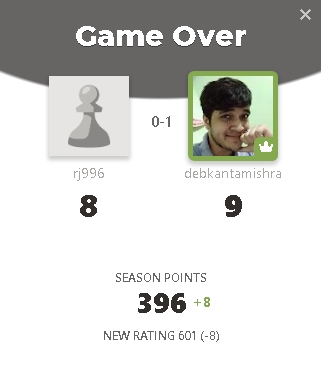 Game Over
0-1
rj996
debkantamishra
8
9
SEASON POINTS
396 +8
NEW RATING 601 (-8)